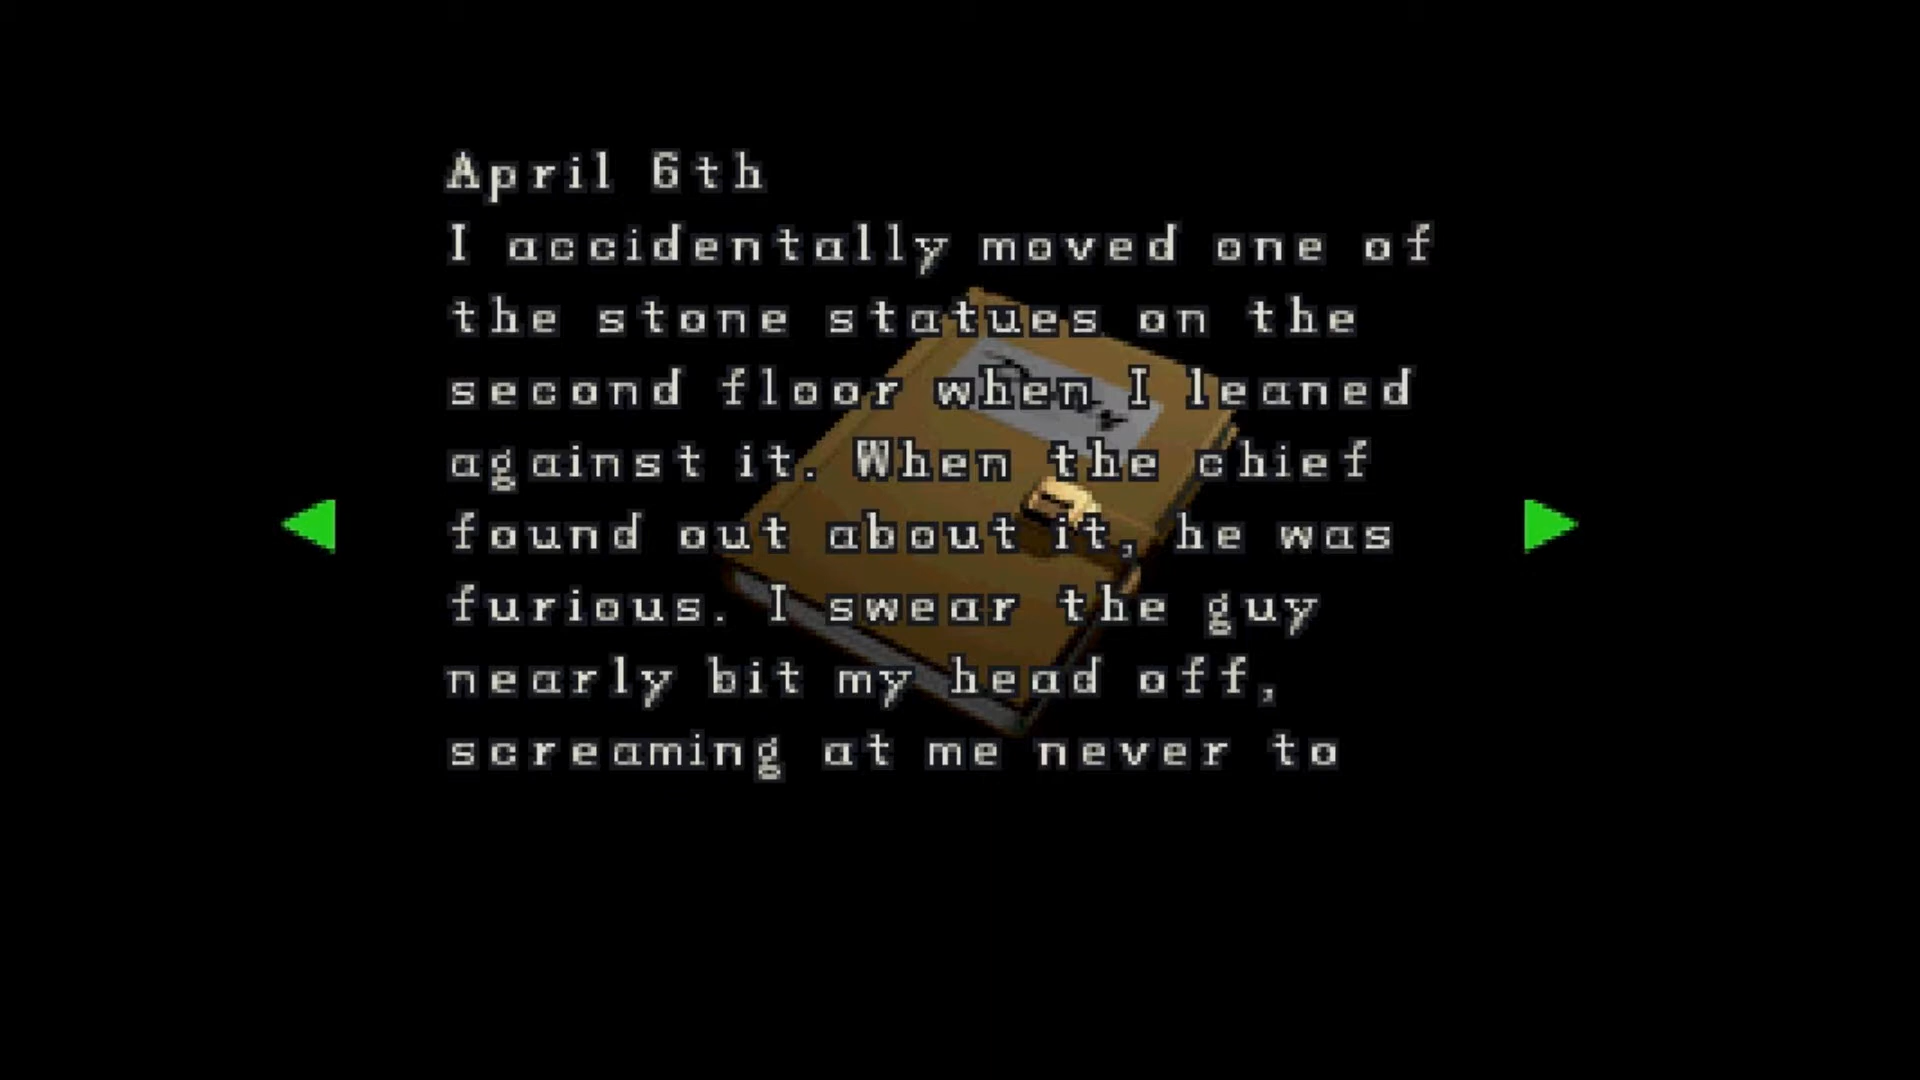 April 6th
I accidentally moved one of
the stone statues on the
second floor when I leaned
against it. When the chief
found out about it, he was
furious. I swear the guy
nearly bit my head off,
screaming at me never to